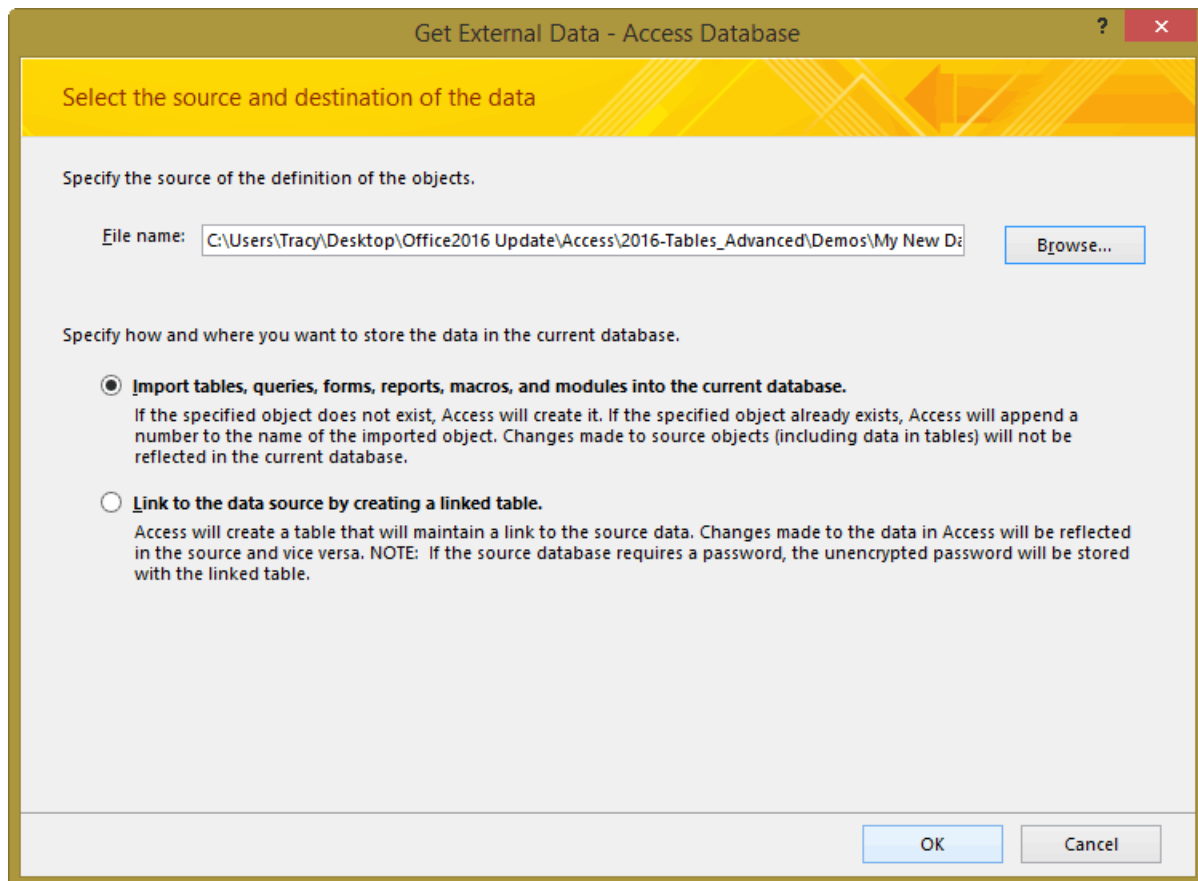 Get External Data - Access Database
?
Select the source and destination of the data
Specify the source of the definition of the objects.
File name: C:\Users\Tracy\Desktop\Office2016 Update\Access\2016-Tables_Advanced\Demos\My New Da Browse...
Specify how and where you want to store the data in the current database.
Import tables, queries, forms, reports, macros, and modules into the current database.
If the specified object does not exist, Access will create it. If the specified object already exists, Access will append a
number to the name of the imported object. Changes made to source objects (including data in tables) will not be
reflected in the current database.
Link to the data source by creating a linked table.
Access will create a table that will maintain a link to the source data. Changes made to the data in Access will be reflected
in the source and vice versa. NOTE:  If the source database requires a password, the unencrypted password will be stored
with the linked table.
OK Cancel